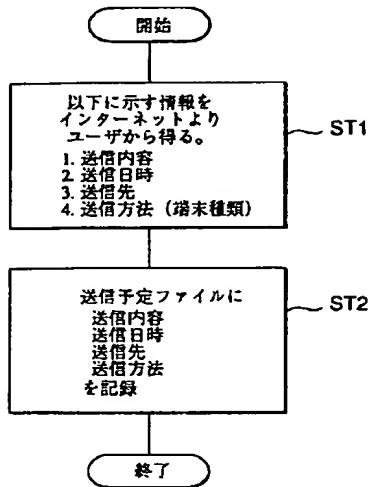 開始
以下に示す情報を
インターネットより
ユーザから得る。
1. 送信内容
2. 送信日時
3. 送信先
4. 送信方法（端末種類）
ST1
送信予定ファイルに
送信内容
送信日時
送信先
送信方法
を記録
ST2
終了